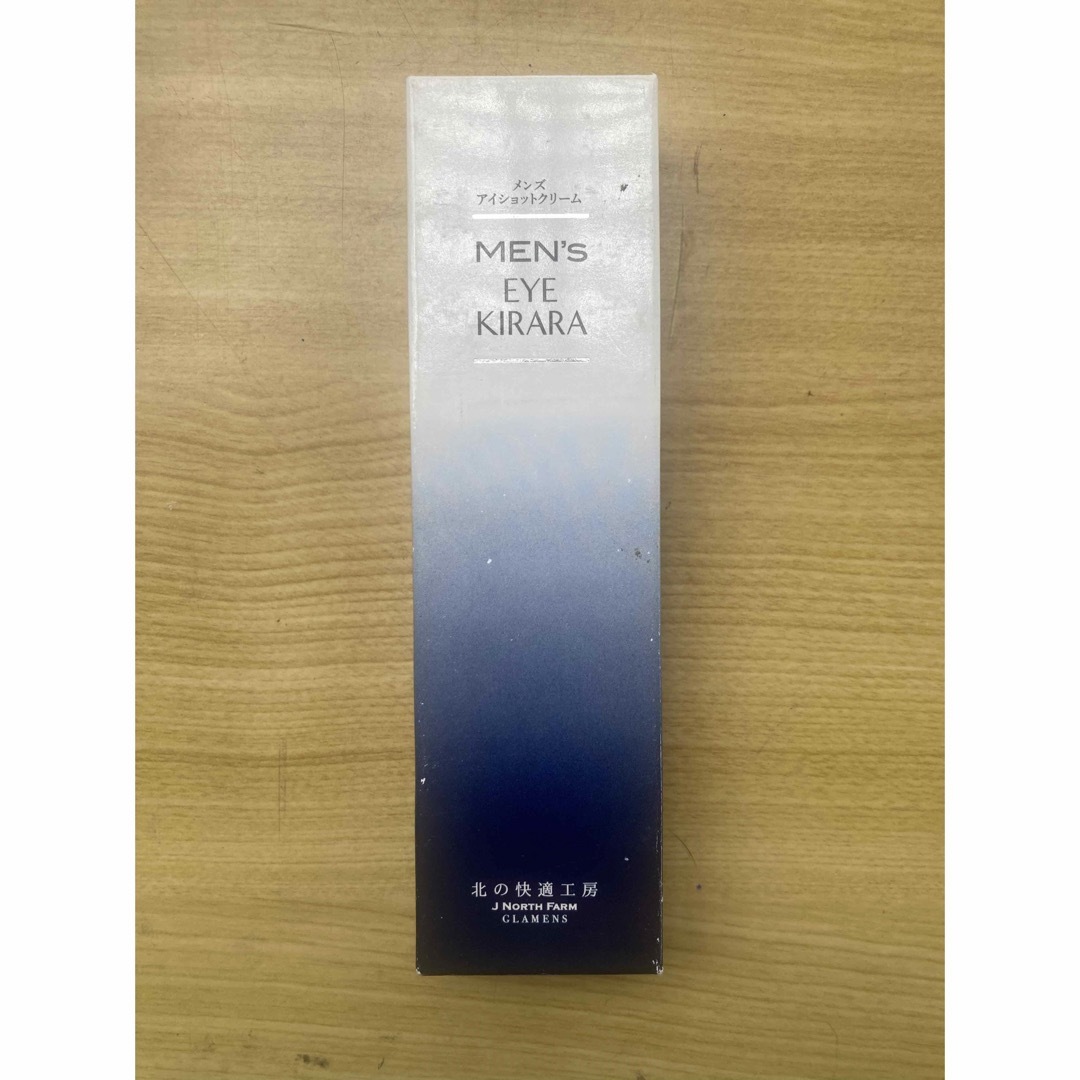 メンズ
アイショットクリーム
MEN's
EYE
KIRARA
北の快適工房
J NORTH FARM
GLAMENS